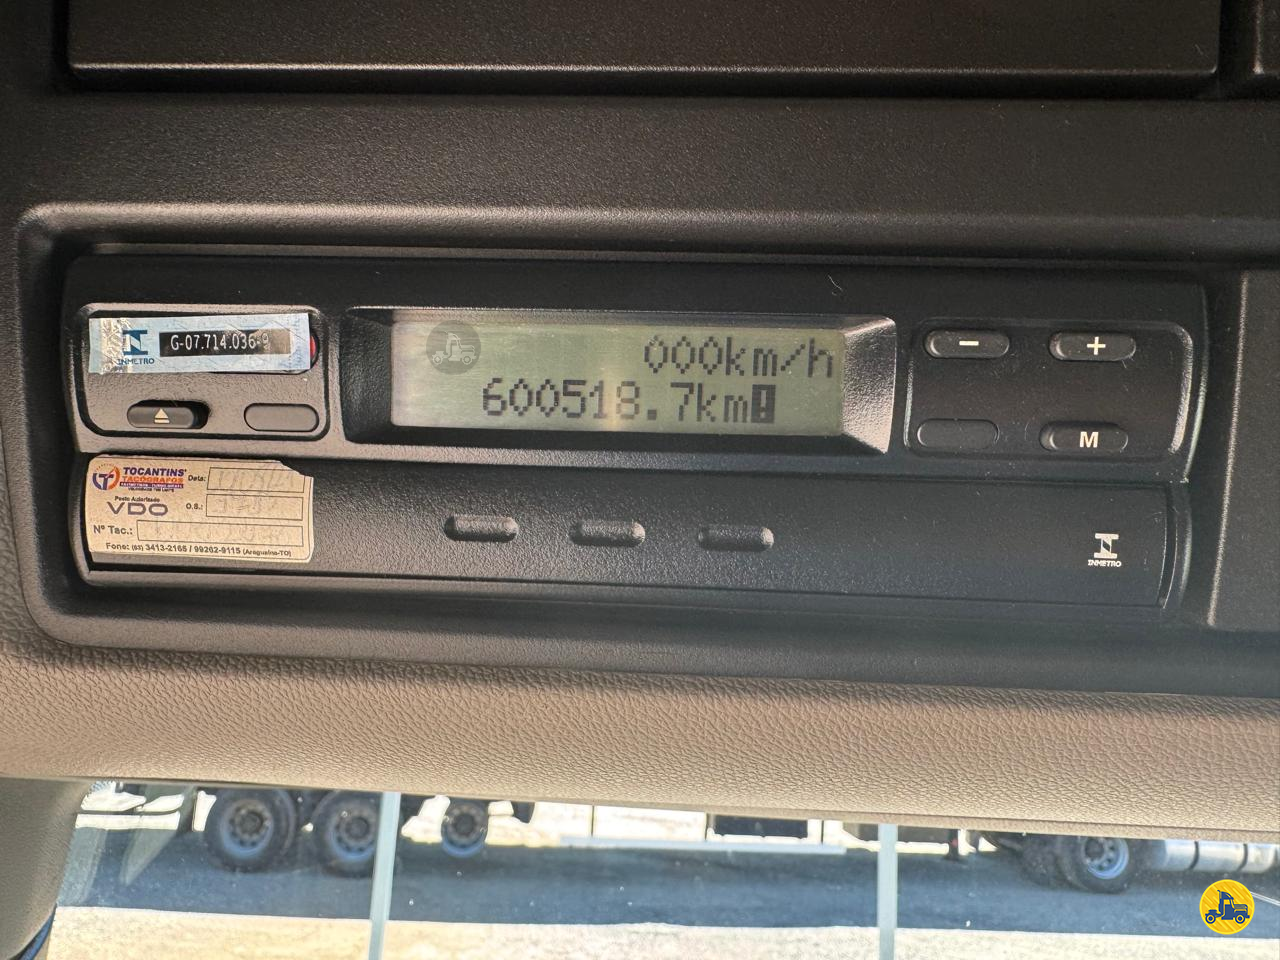 G-07.714.036-9
INMETRO
000km/h
600518.7km
M
TOCANTINS
TACÓGRAFOS
Data:
Posto Autorizado
VDO
O.S.:
Nº Tac.:
Fone: (63) 3413-2165 / 99262-9115 (Araguaína-TO)
INMETRO